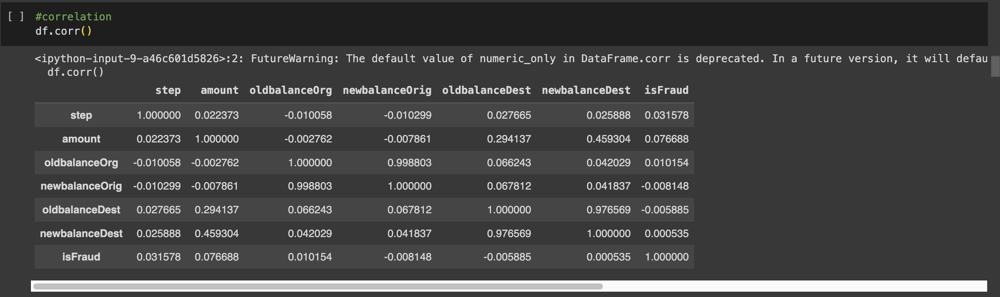 [ ] #correlation
df.corr()
<ipython-input-9-a46c601d5826>:2: FutureWarning: The default value of numeric_only in DataFrame.corr is deprecated. In a future version, it will defau
df.corr()
step amount oldbalanceOrg newbalanceOrig oldbalanceDest newbalanceDest isFraud
step 1.000000 0.022373 -0.010058 -0.010299 0.027665 0.025888 0.031578
amount 0.022373 1.000000 -0.002762 -0.007861 0.294137 0.459304 0.076688
oldbalanceOrg -0.010058 -0.002762 1.000000 0.998803 0.066243 0.042029 0.010154
newbalanceOrig -0.010299 -0.007861 0.998803 1.000000 0.067812 0.041837 -0.008148
oldbalanceDest 0.027665 0.294137 0.066243 0.067812 1.000000 0.976569 -0.005885
newbalanceDest 0.025888 0.459304 0.042029 0.041837 0.976569 1.000000 0.000535
isFraud 0.031578 0.076688 0.010154 -0.008148 -0.005885 0.000535 1.000000